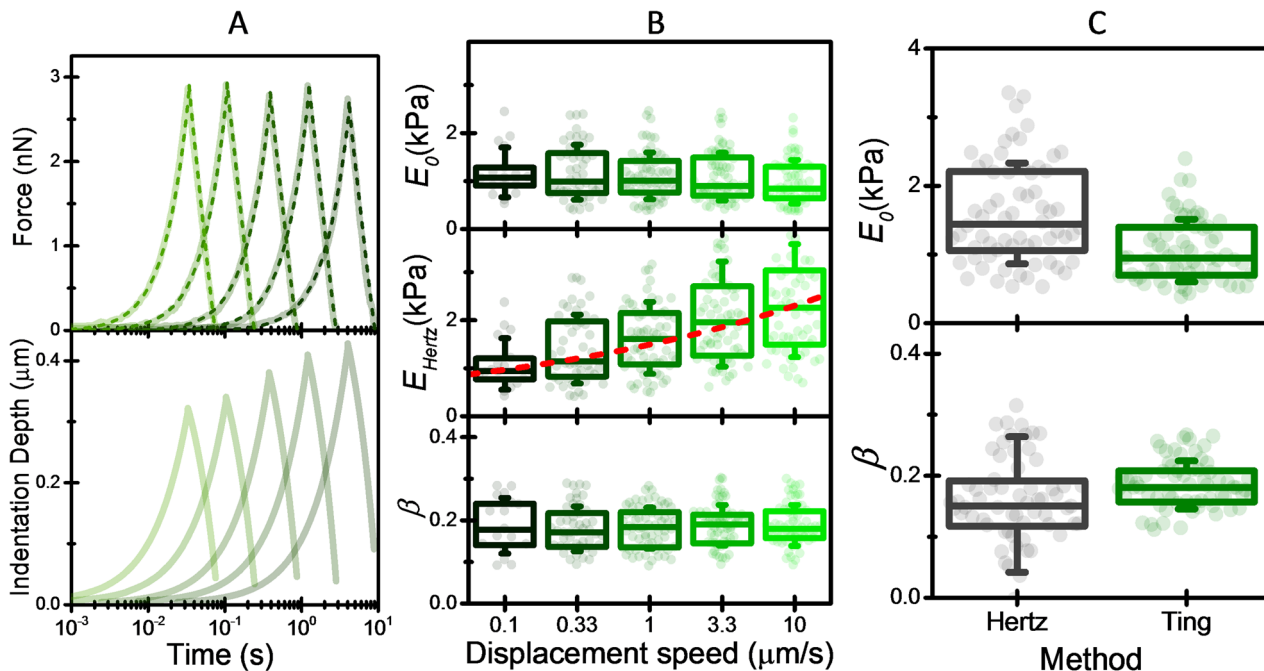 A
B
C
Force (nN)
3
2
1
0
Indentation Depth (μm)
0.4
0.2
0.0
10⁻³
10⁻²
10⁻¹
10⁰
10¹
Time (s)
E₀(kPa)
2
0
E_Hertz(kPa)
2
0
β
0.4
0.2
0.0
0.1
0.33
1
3.3
10
Displacement speed (μm/s)
E₀(kPa)
4
2
0
β
0.4
0.2
0.0
Hertz
Ting
Method